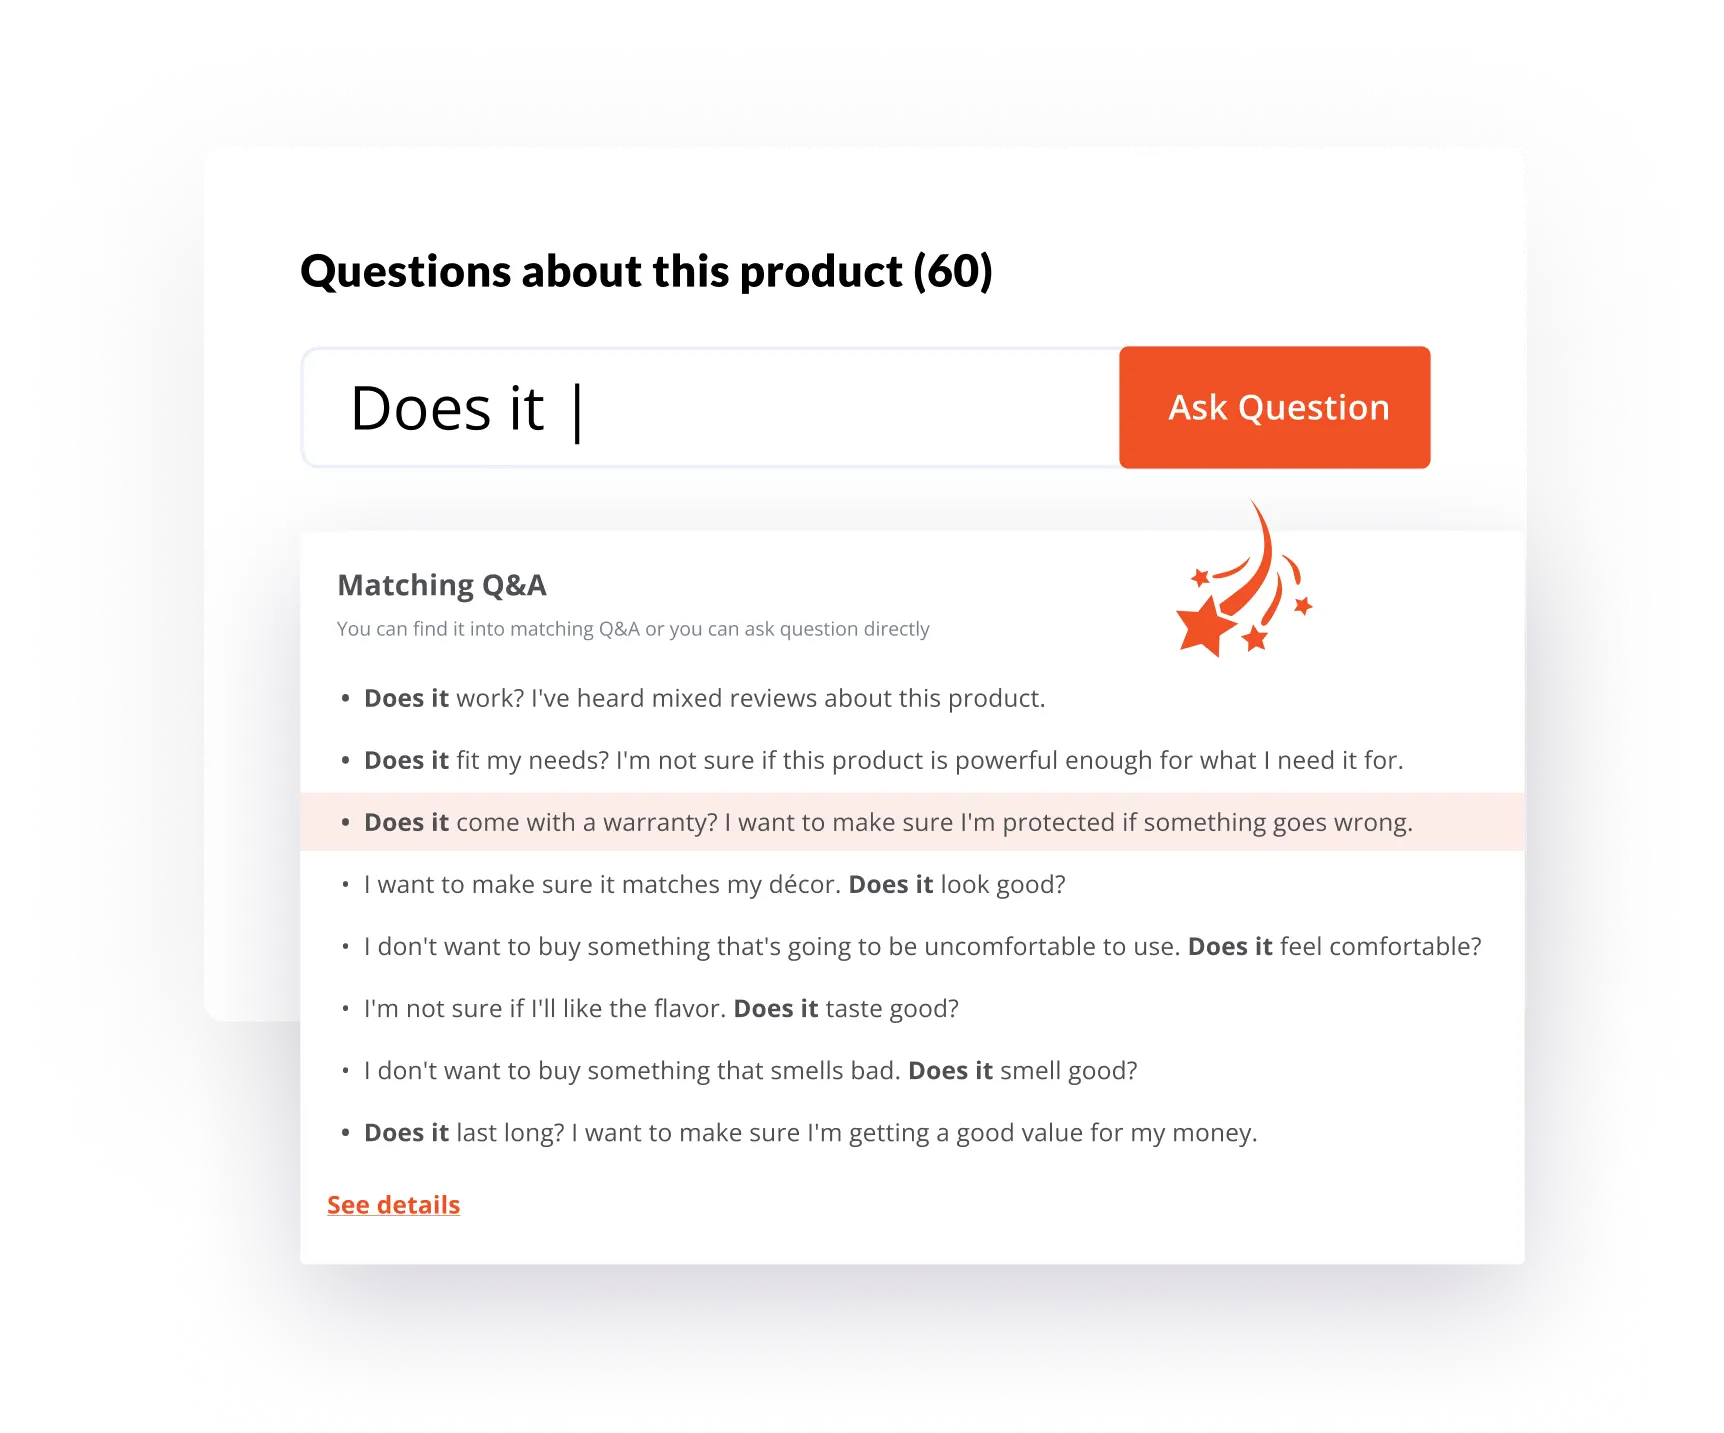 Questions about this product (60)
Does it |
Ask Question
Matching Q&A
You can find it into matching Q&A or you can ask question directly
• Does it work? I've heard mixed reviews about this product.
• Does it fit my needs? I'm not sure if this product is powerful enough for what I need it for.
• Does it come with a warranty? I want to make sure I'm protected if something goes wrong.
• I want to make sure it matches my décor. Does it look good?
• I don't want to buy something that's going to be uncomfortable to use. Does it feel comfortable?
• I'm not sure if I'll like the flavor. Does it taste good?
• I don't want to buy something that smells bad. Does it smell good?
• Does it last long? I want to make sure I'm getting a good value for my money.
See details